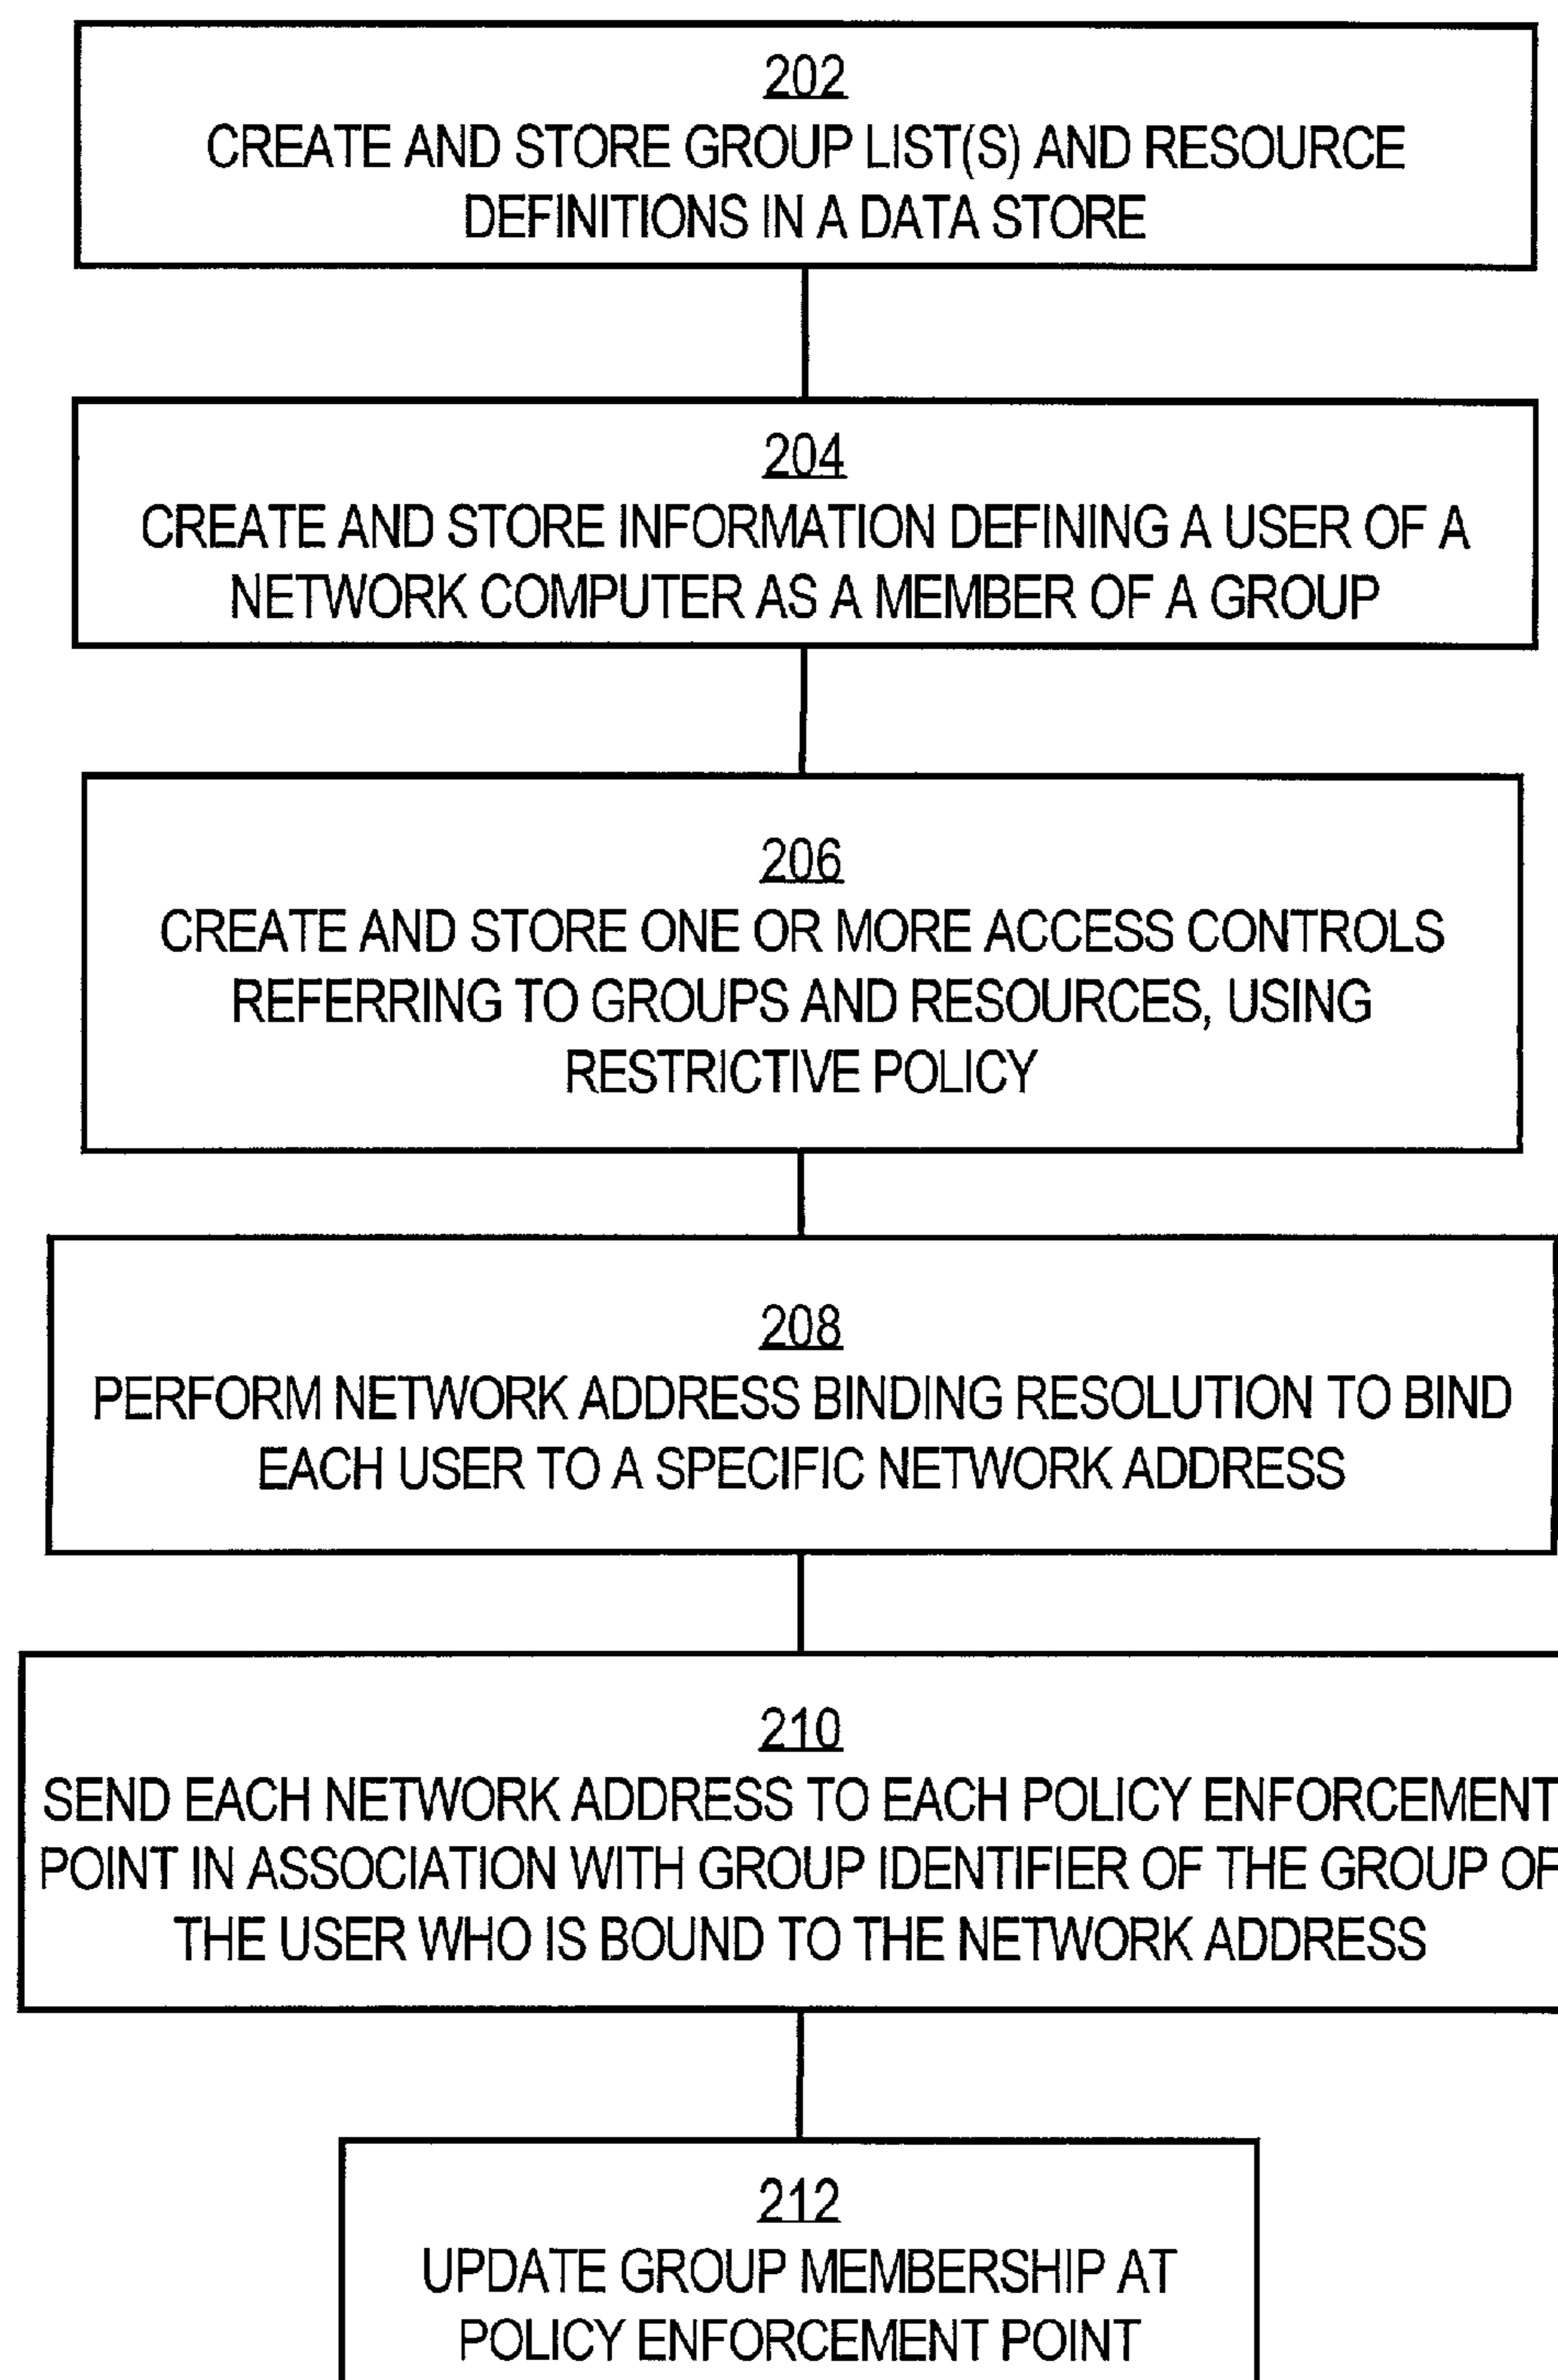 202
CREATE AND STORE GROUP LIST(S) AND RESOURCE
DEFINITIONS IN A DATA STORE
204
CREATE AND STORE INFORMATION DEFINING A USER OF A
NETWORK COMPUTER AS A MEMBER OF A GROUP
206
CREATE AND STORE ONE OR MORE ACCESS CONTROLS
REFERRING TO GROUPS AND RESOURCES, USING
RESTRICTIVE POLICY
208
PERFORM NETWORK ADDRESS BINDING RESOLUTION TO BIND
EACH USER TO A SPECIFIC NETWORK ADDRESS
210
SEND EACH NETWORK ADDRESS TO EACH POLICY ENFORCEMENT
POINT IN ASSOCIATION WITH GROUP IDENTIFIER OF THE GROUP OF
THE USER WHO IS BOUND TO THE NETWORK ADDRESS
212
UPDATE GROUP MEMBERSHIP AT
POLICY ENFORCEMENT POINT